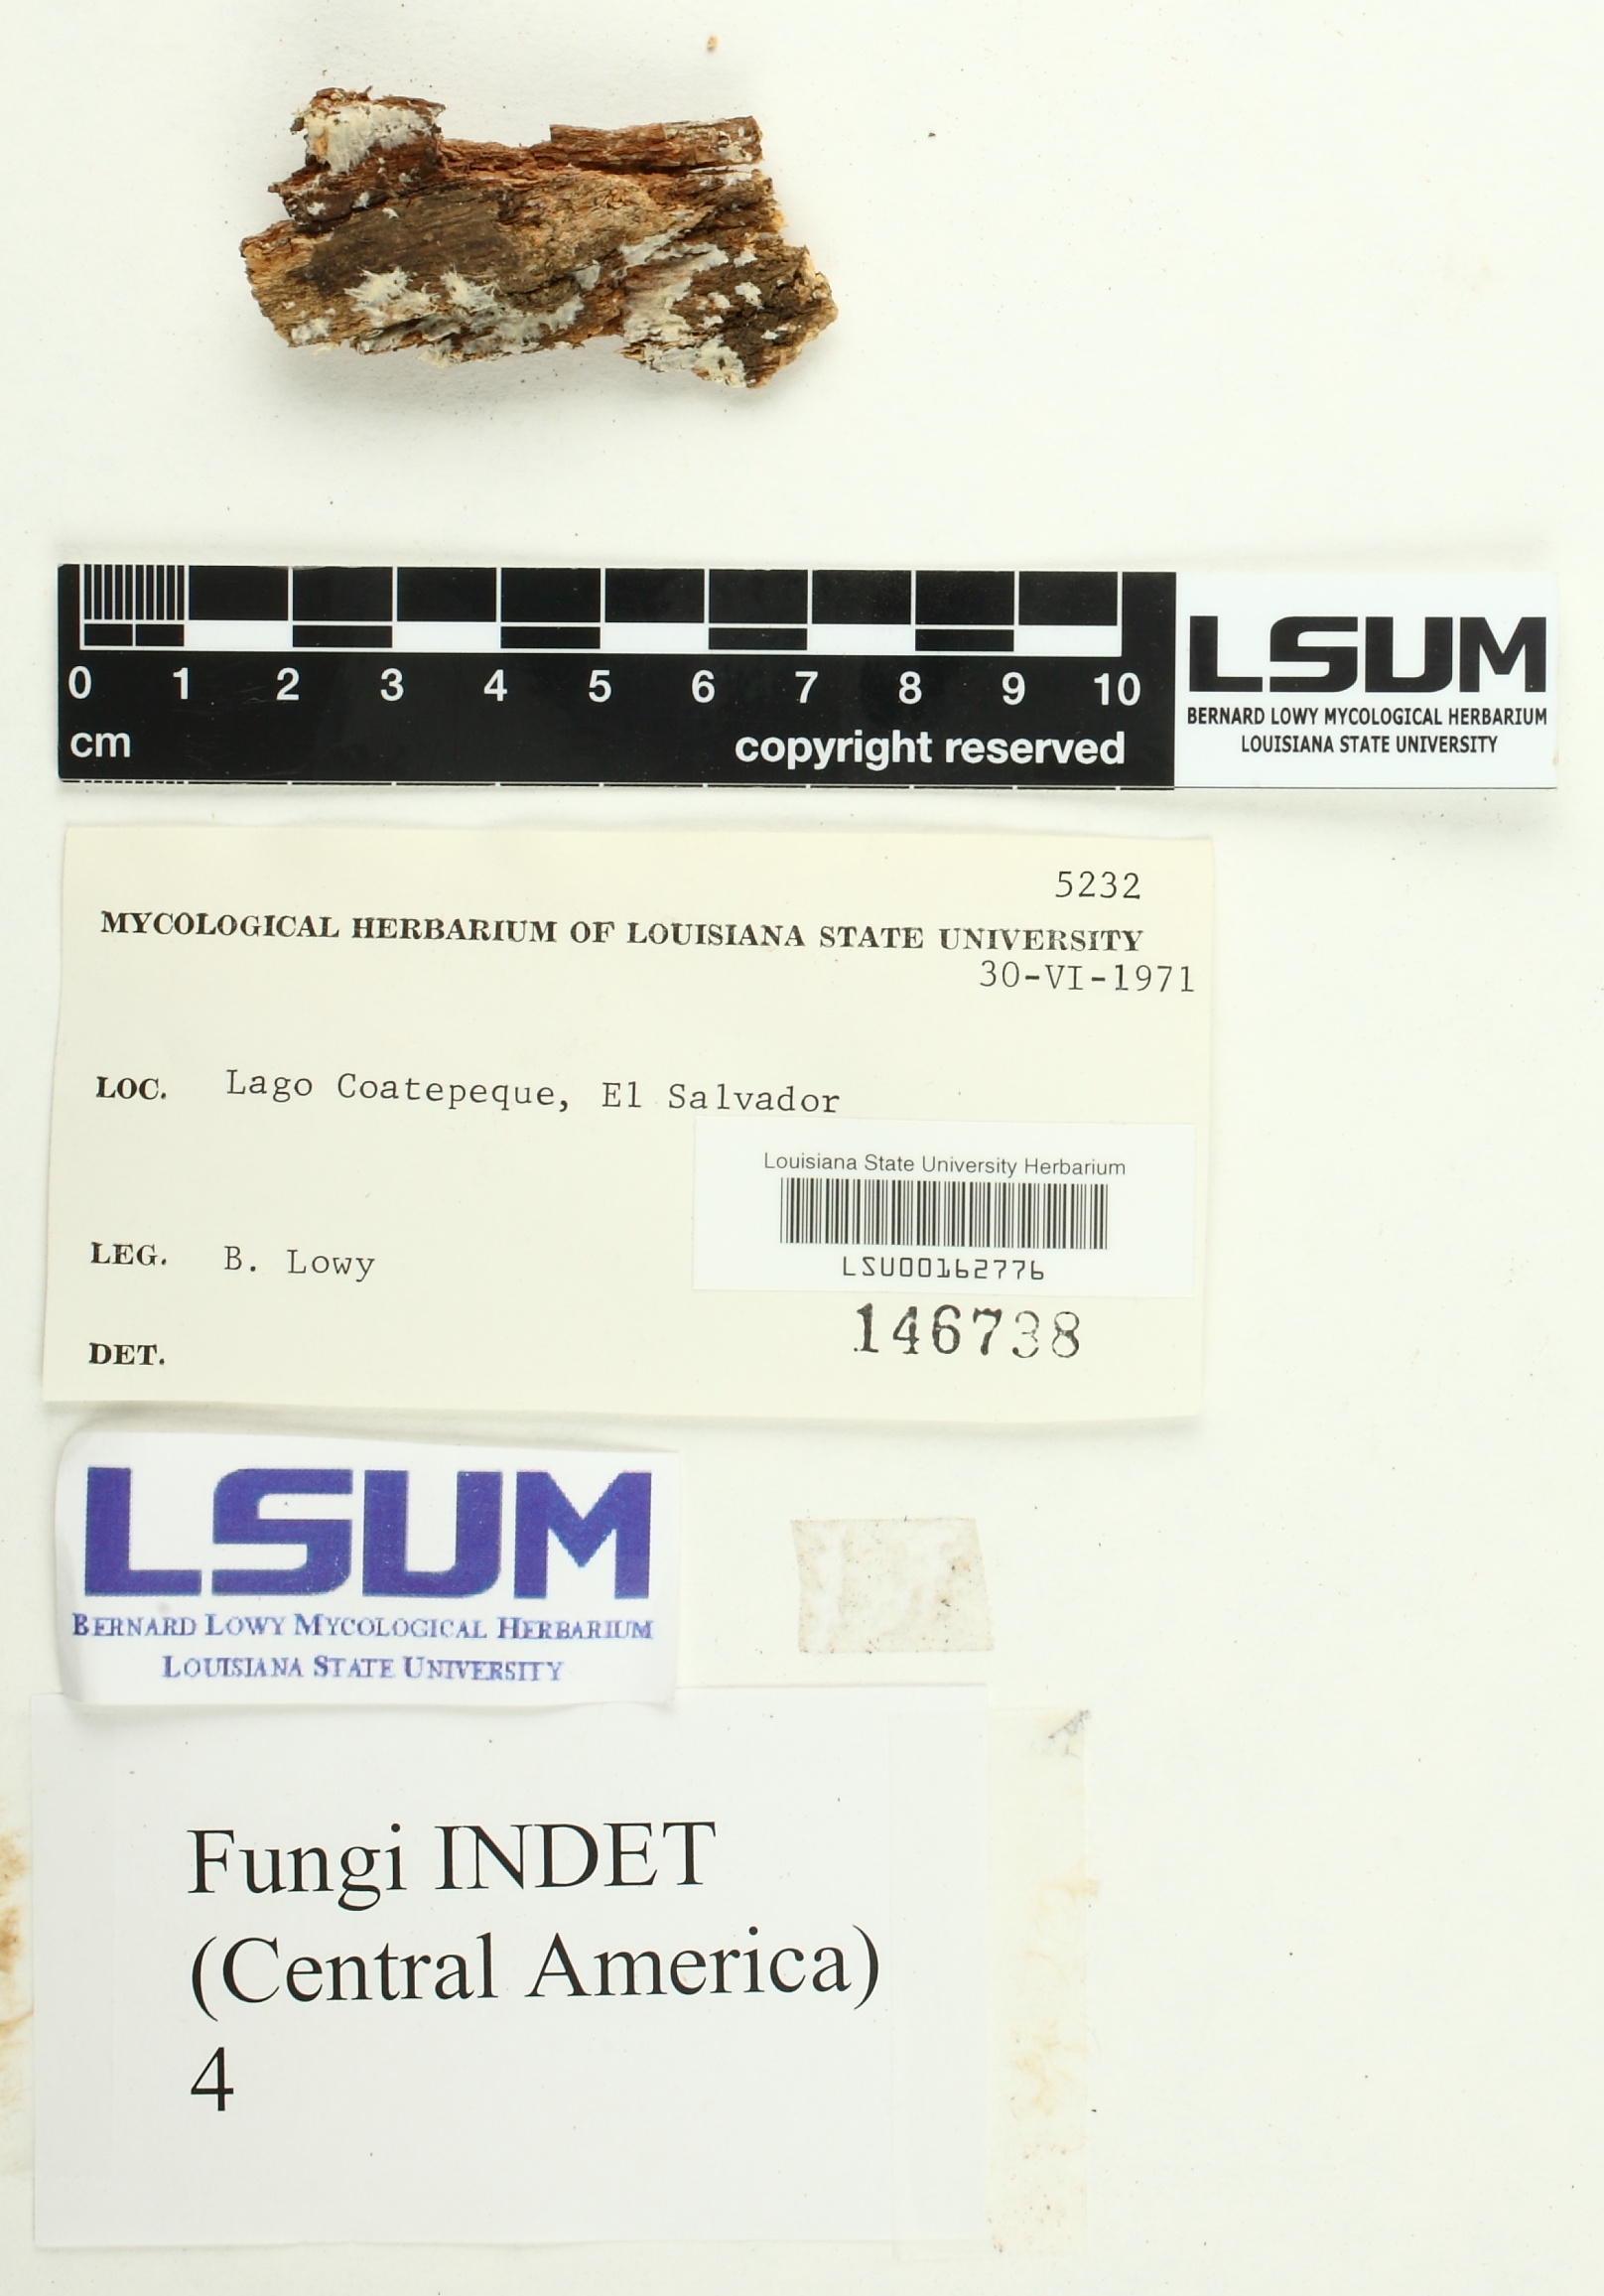 0 1 2 3 4 5 6 7 8 9 10
cm
copyright reserved
LSUM
BERNARD LOWY MYCOLOGICAL HERBARIUM
LOUISIANA STATE UNIVERSITY
5232
MYCOLOGICAL HERBARIUM OF LOUISIANA STATE UNIVERSITY
30-VI-1971
LOC. Lago Coatepeque, El Salvador
Louisiana State University Herbarium
LSU00162776
LEG. B. Lowy
146738
DET.
LSUM
BERNARD LOWY MYCOLOGICAL HERBARIUM
LOUISIANA STATE UNIVERSITY
Fungi INDET
(Central America)
4